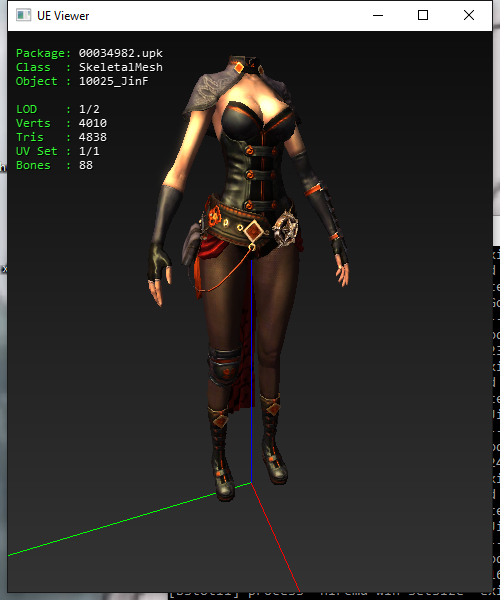 UE Viewer
Package: 00034982.upk
Class : SkeletalMesh
Object : 10025_JinF
LOD : 1/2
Verts : 4010
Tris : 4838
UV Set : 1/1
Bones : 88